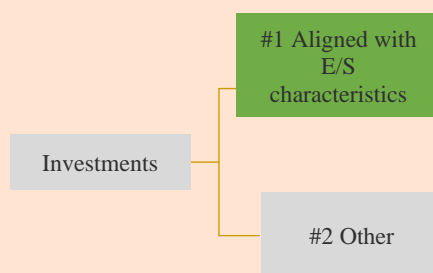 #1 Aligned with
E/S
characteristics
Investments
#2 Other